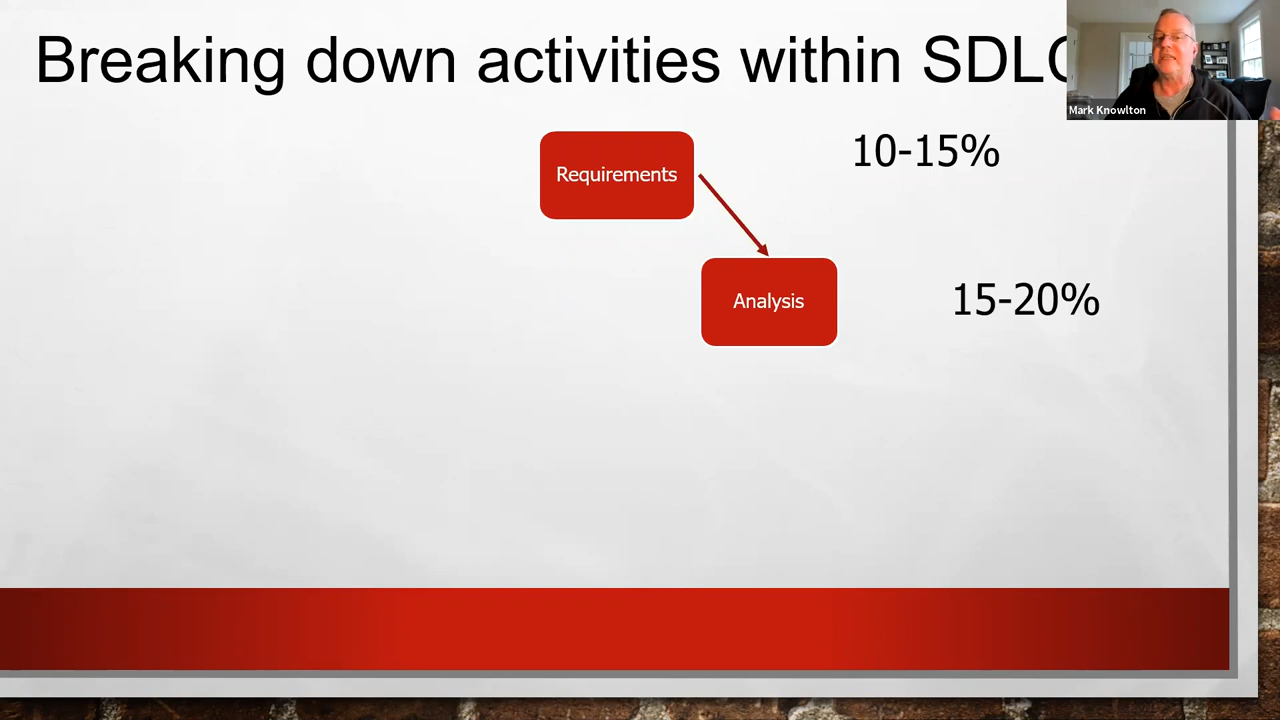 Breaking down activities within SDLC
Mark Knowlton
Requirements
10-15%
Analysis
15-20%